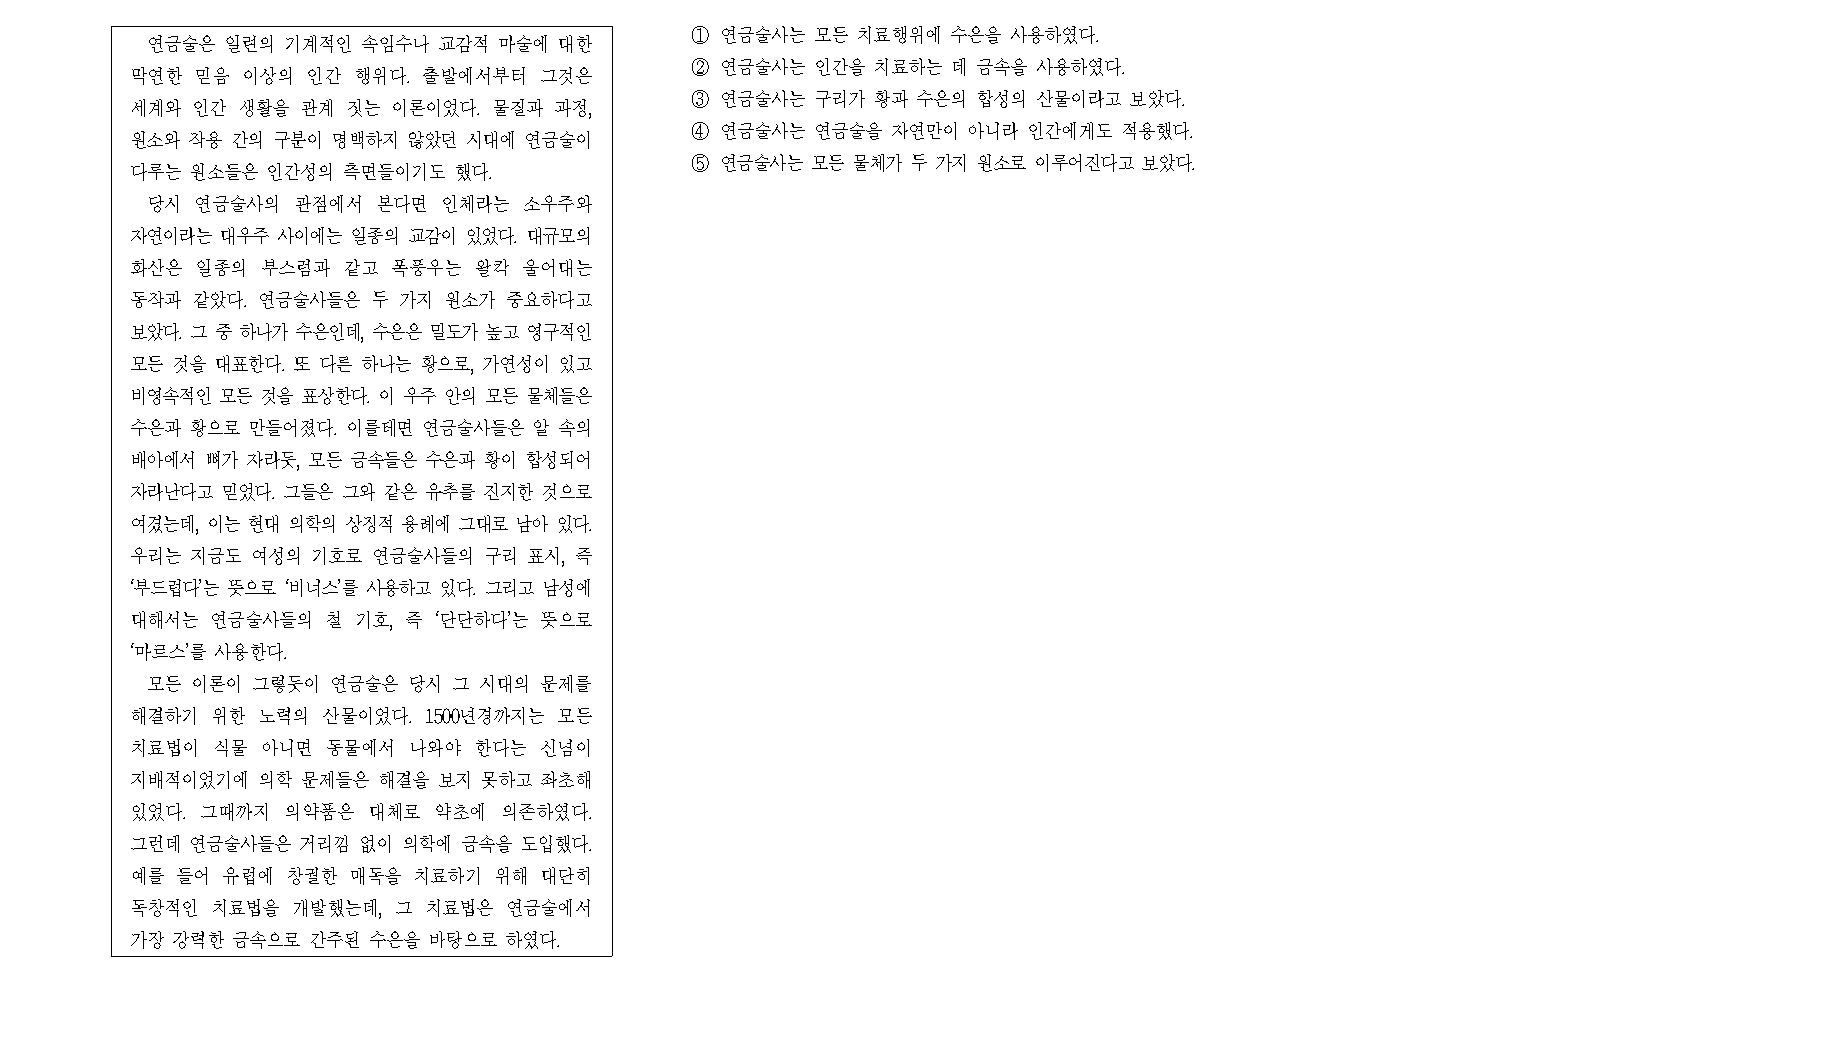 연금술은 일련의 기계적인 속임수나 교감적 마술에 대한
막연한 믿음 이상의 인간 행위다. 출발에서부터 그것은
세계와 인간 생활을 관계 짓는 이론이었다. 물질과 과정,
원소와 작용 간의 구분이 명백하지 않았던 시대에 연금술이
다루는 원소들은 인간성의 측면들이기도 했다.
당시 연금술사의 관점에서 본다면 인체라는 소우주와
자연이라는 대우주 사이에는 일종의 교감이 있었다. 대규모의
화산은 일종의 부스럼과 같고 폭풍우는 왈칵 울어대는
동작과 같았다. 연금술사들은 두 가지 원소가 중요하다고
보았다. 그 중 하나가 수은인데, 수은은 밀도가 높고 영구적인
모든 것을 대표한다. 또 다른 하나는 황으로, 가연성이 있고
비영속적인 모든 것을 표상한다. 이 우주 안의 모든 물체들은
수은과 황으로 만들어졌다. 이를테면 연금술사들은 알 속의
배아에서 뼈가 자라듯, 모든 금속들은 수은과 황이 합성되어
자라난다고 믿었다. 그들은 그와 같은 유추를 진지한 것으로
여겼는데, 이는 현대 의학의 상징적 용례에 그대로 남아 있다.
우리는 지금도 여성의 기호로 연금술사들의 구리 표시, 즉
‘부드럽다’는 뜻으로 ‘비너스’를 사용하고 있다. 그리고 남성에
대해서는 연금술사들의 철 기호, 즉 ‘단단하다’는 뜻으로
‘마르스’를 사용한다.
모든 이론이 그렇듯이 연금술은 당시 그 시대의 문제를
해결하기 위한 노력의 산물이었다. 1500년경까지는 모든
치료법이 식물 아니면 동물에서 나와야 한다는 신념이
지배적이었기에 의학 문제들은 해결을 보지 못하고 좌초해
있었다. 그때까지 의약품은 대체로 약초에 의존하였다.
그런데 연금술사들은 거리낌 없이 의학에 금속을 도입했다.
예를 들어 유럽에 창궐한 매독을 치료하기 위해 대단히
독창적인 치료법을 개발했는데, 그 치료법은 연금술에서
가장 강력한 금속으로 간주된 수은을 바탕으로 하였다.
① 연금술사는 모든 치료행위에 수은을 사용하였다.
② 연금술사는 인간을 치료하는 데 금속을 사용하였다.
③ 연금술사는 구리가 황과 수은의 합성의 산물이라고 보았다.
④ 연금술사는 연금술을 자연만이 아니라 인간에게도 적용했다.
⑤ 연금술사는 모든 물체가 두 가지 원소로 이루어진다고 보았다.